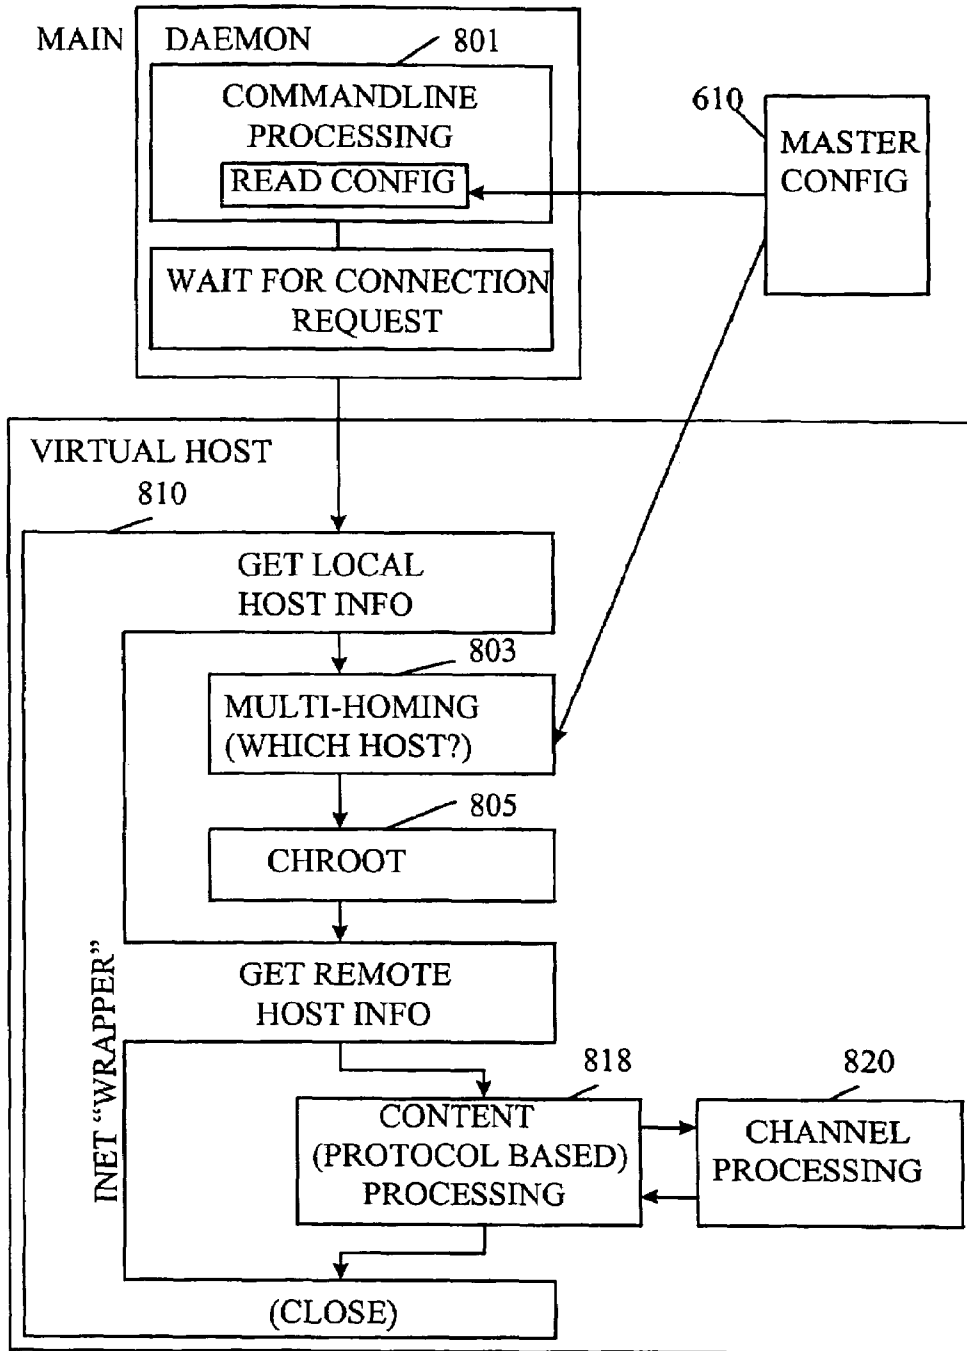 MAIN DAEMON
801
COMMANDLINE
PROCESSING
READ CONFIG
610
MASTER
CONFIG
WAIT FOR CONNECTION
REQUEST
VIRTUAL HOST
810
GET LOCAL
HOST INFO
803
MULTI-HOMING
(WHICH HOST?)
805
CHROOT
INET “WRAPPER”
GET REMOTE
HOST INFO
818
CONTENT
(PROTOCOL BASED)
PROCESSING
820
CHANNEL
PROCESSING
(CLOSE)